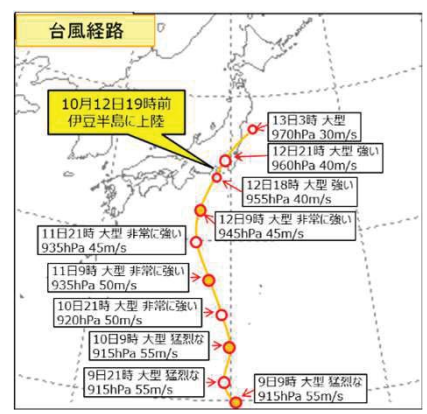 台風経路
10月12日19時前
伊豆半島に上陸
13日3時 大型
970hPa 30m/s
12日21時 大型 強い
960hPa 40m/s
12日18時 大型 強い
955hPa 40m/s
12日9時 大型 非常に強い
945hPa 45m/s
11日21時 大型 非常に強い
935hPa 45m/s
11日9時 大型 非常に強い
935hPa 50m/s
10日21時 大型 非常に強い
920hPa 50m/s
10日9時 大型 猛烈な
915hPa 55m/s
9日21時 大型 猛烈な
915hPa 55m/s
9日9時 大型 猛烈な
915hPa 55m/s